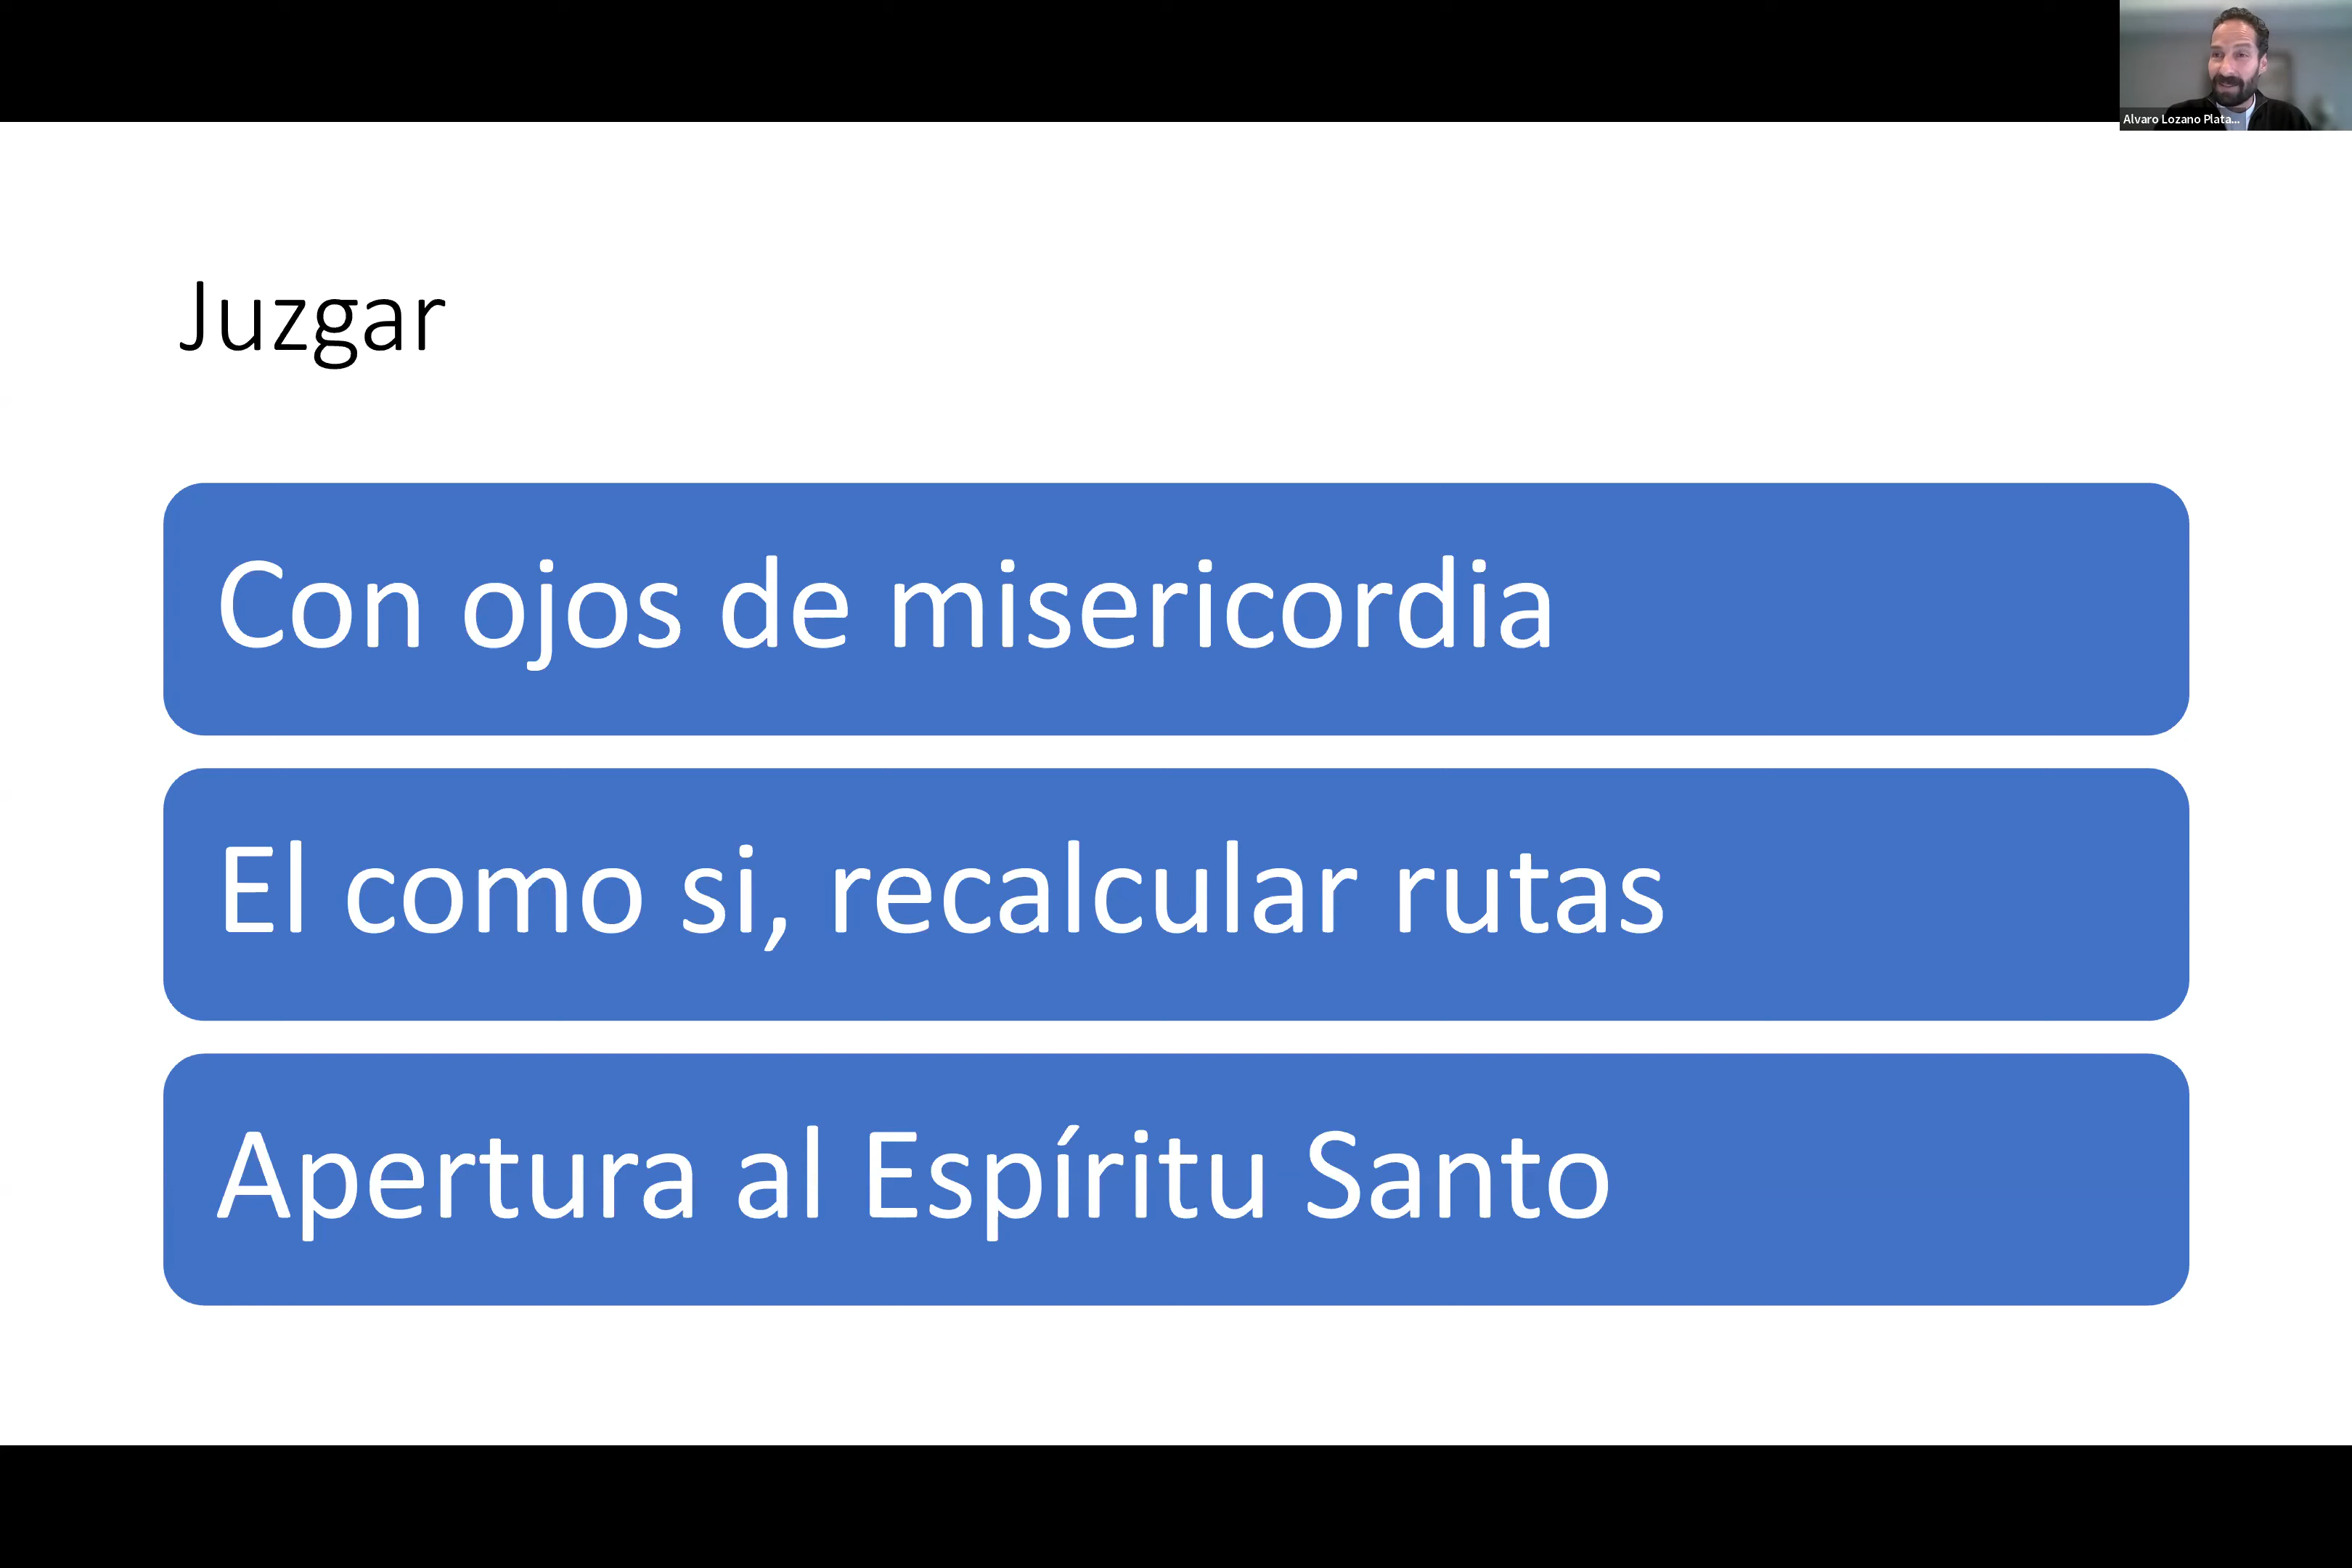 Alvaro Lozano Plata...
Juzgar
Con ojos de misericordia
El como si, recalcular rutas
Apertura al Espíritu Santo